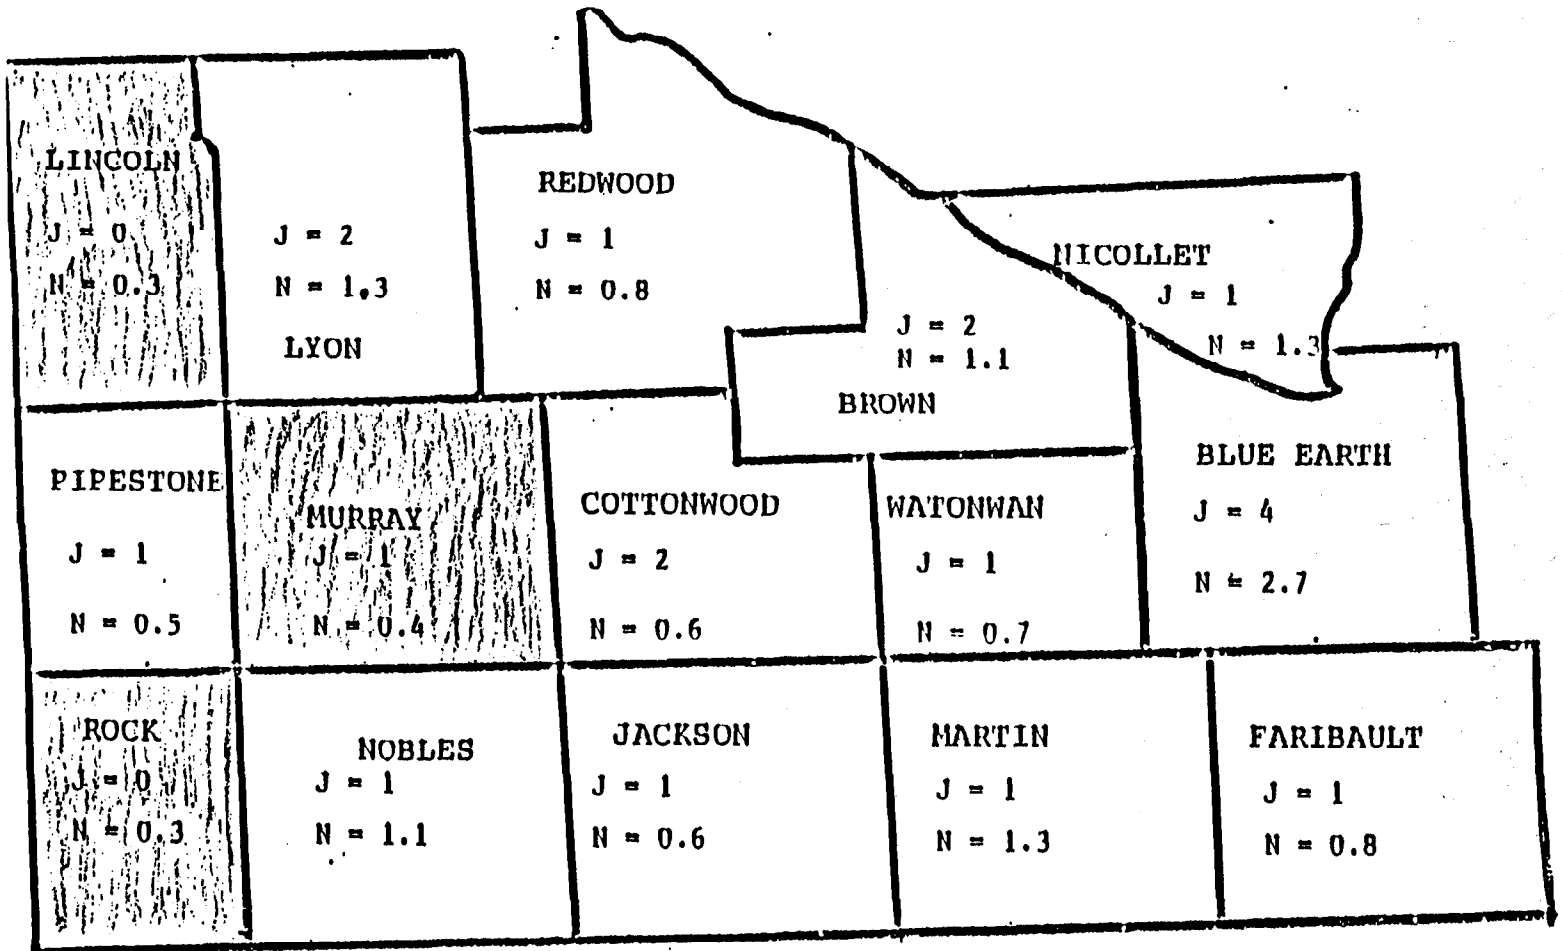 LINCOLN
J = 0
N = 0.3
J = 2
N = 1.3
LYON
REDWOOD
J = 1
N = 0.8
NICOLLET
J = 1
N = 1.3
J = 2
N = 1.1
BROWN
PIPESTONE
J = 1
N = 0.5
MURRAY
J = 1
N = 0.4
COTTONWOOD
J = 2
N = 0.6
WATONWAN
J = 1
N = 0.7
BLUE EARTH
J = 4
N = 2.7
ROCK
J = 0
N = 0.3
NOBLES
J = 1
N = 1.1
JACKSON
J = 1
N = 0.6
MARTIN
J = 1
N = 1.3
FARIBAULT
J = 1
N = 0.8